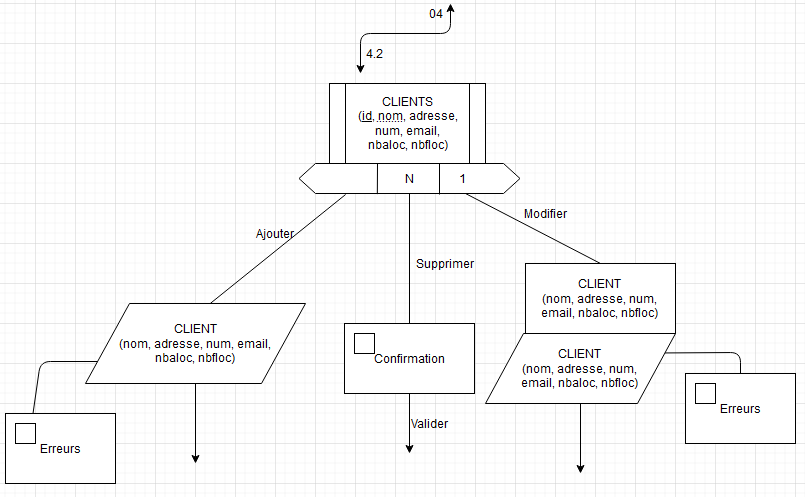 04
4.2
CLIENTS
(id, nom, adresse,
num, email,
nbaloc, nbfloc)
N
1
Ajouter
Modifier
Supprimer
CLIENT
(nom, adresse, num,
email, nbaloc, nbfloc)
CLIENT
(nom, adresse, num, email,
nbaloc, nbfloc)
Confirmation
CLIENT
(nom, adresse, num,
email, nbaloc, nbfloc)
Erreurs
Valider
Erreurs